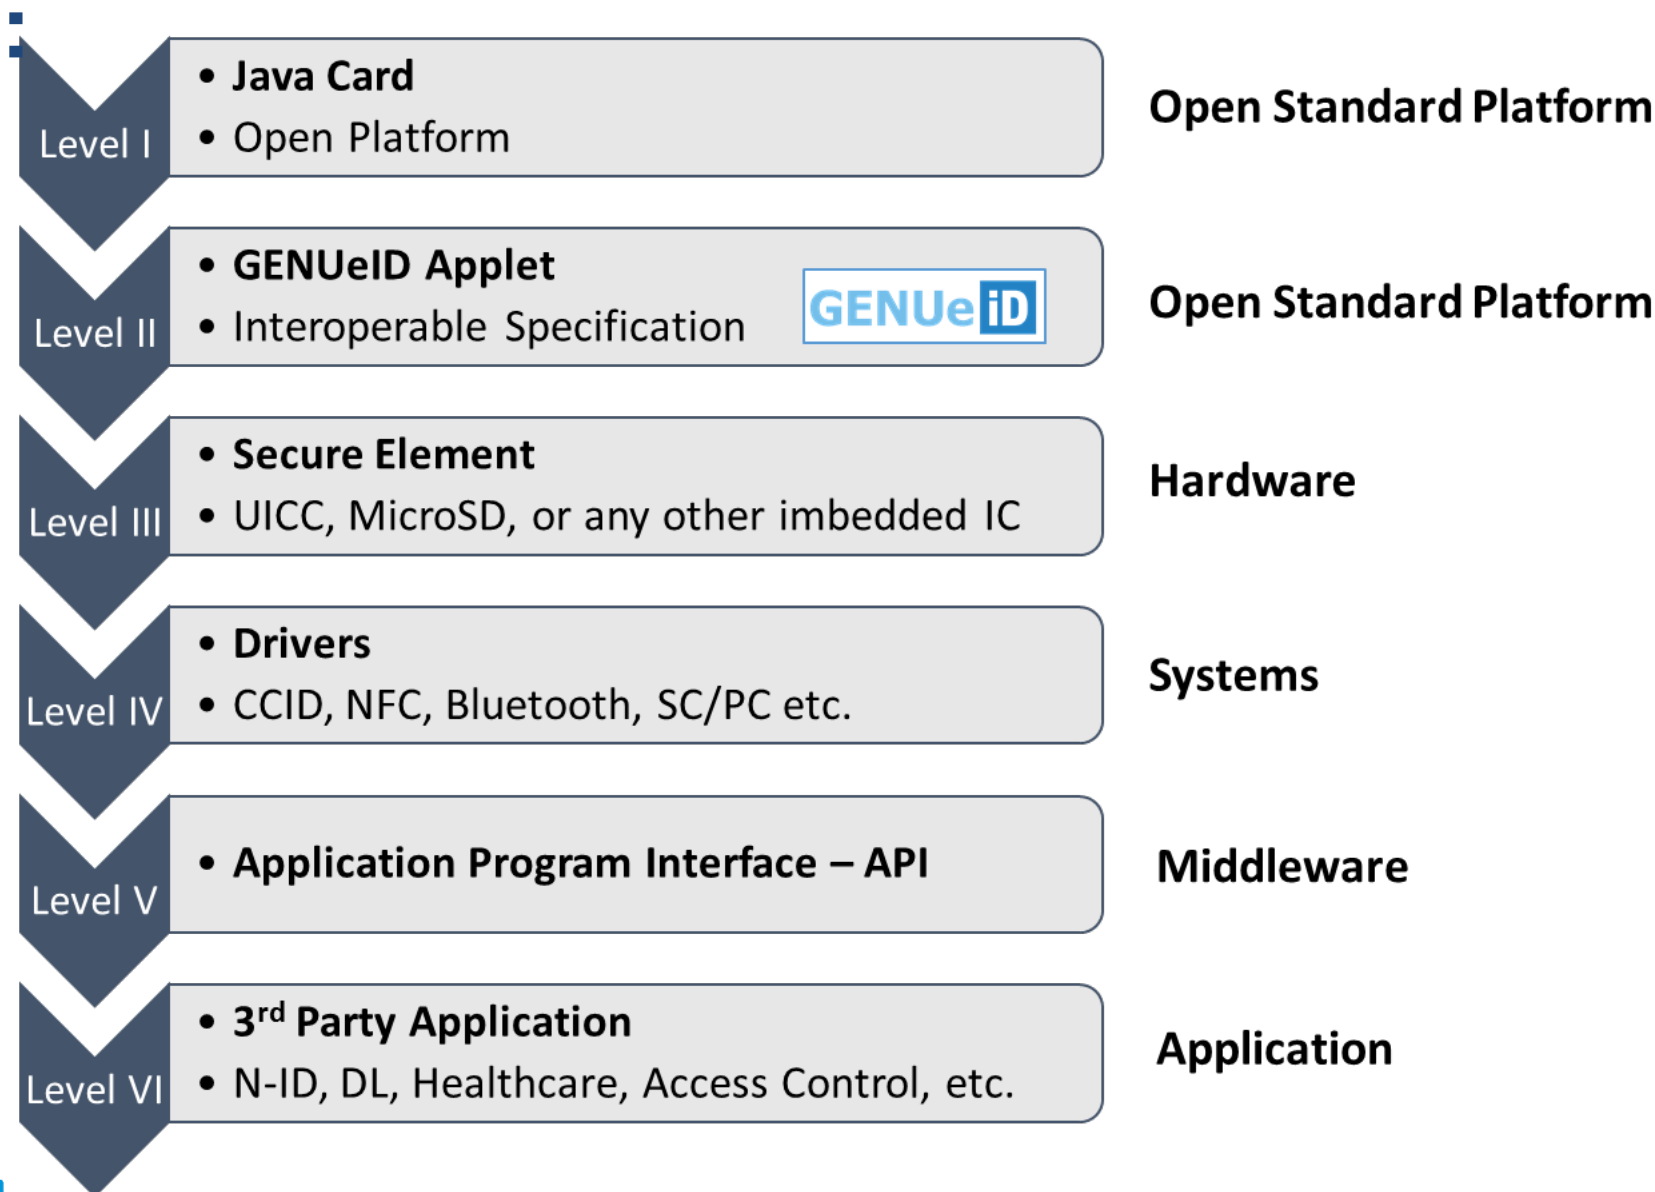 Level I
• Java Card
• Open Platform
Open Standard Platform
Level II
• GENUeID Applet
• Interoperable Specification
GENUe iD
Open Standard Platform
Level III
• Secure Element
• UICC, MicroSD, or any other imbedded IC
Hardware
Level IV
• Drivers
• CCID, NFC, Bluetooth, SC/PC etc.
Systems
Level V
• Application Program Interface – API
Middleware
Level VI
• 3rd Party Application
• N-ID, DL, Healthcare, Access Control, etc.
Application